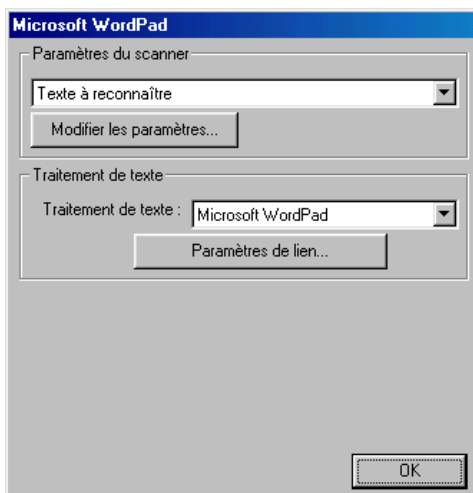 Microsoft WordPad
Paramètres du scanner
Texte à reconnaître
Modifier les paramètres...
Traitement de texte
Traitement de texte : Microsoft WordPad
Paramètres de lien...
OK